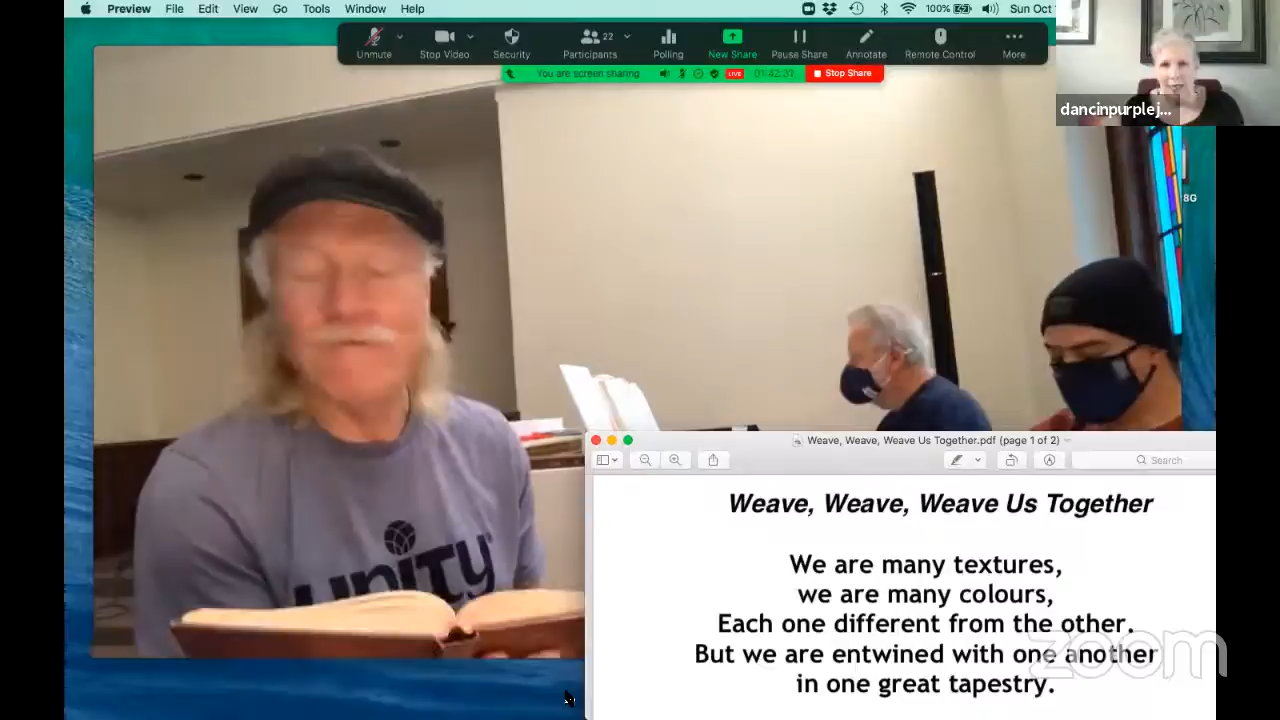 Preview File Edit View Go Tools Window Help
100%
Sun Oct
Unmute
Stop Video
Security
22
Participants
Polling
New Share
Pause Share
Annotate
Remote Control
More
You are screen sharing
LIVE
Stop Share
dancinpurplej...
BG
unity
Weave, Weave, Weave Us Together.pdf (page 1 of 2)
Search
Weave, Weave, Weave Us Together
We are many textures,
we are many colours,
Each one different from the other.
But we are entwined with one another
in one great tapestry.
zoom